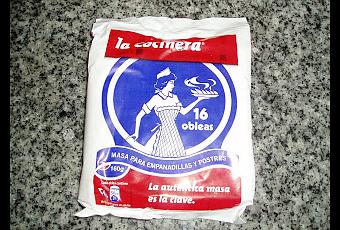 la cocinera®
16
obleas
MASA PARA EMPANADILLAS Y POSTRES
160g
La auténtica masa
es la clave.